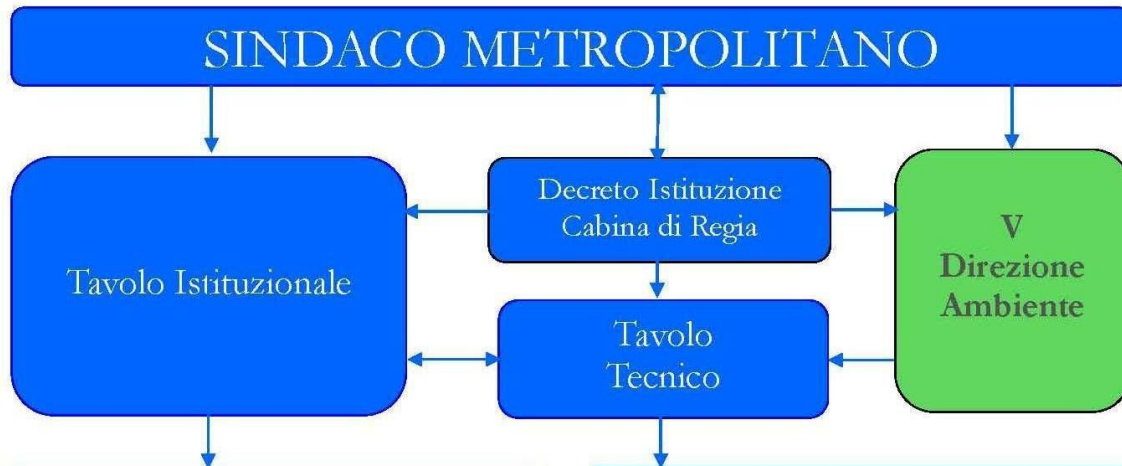 SINDACO METROPOLITANO
Decreto Istituzione
Cabina di Regia
Tavolo Istituzionale
V
Direzione
Ambiente
Tavolo
Tecnico